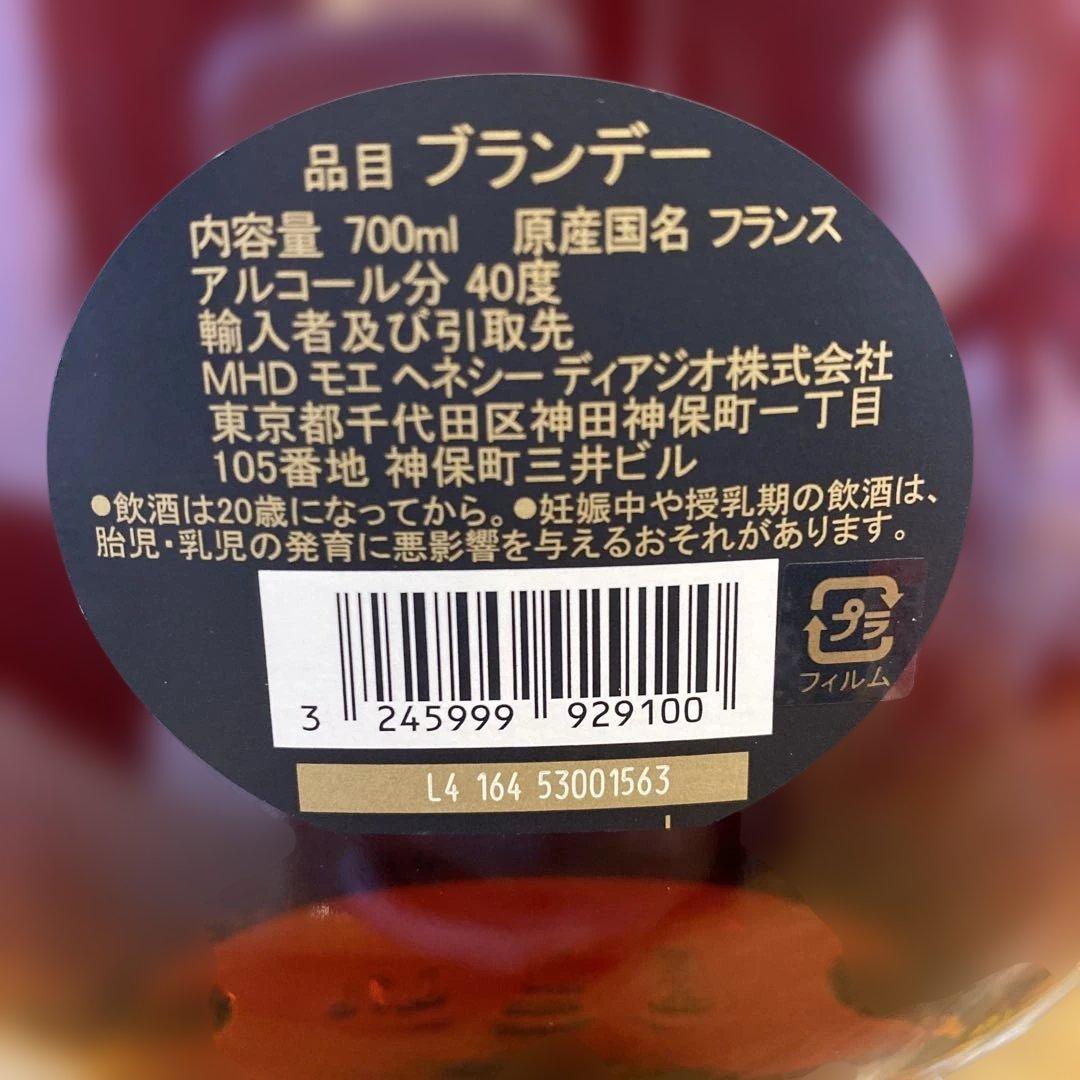 品目 ブランデー
内容量 700ml 原産国名 フランス
アルコール分 40度
輸入者及び引取先
MHD モエ ヘネシー ディアジオ株式会社
東京都千代田区神田神保町一丁目
105番地 神保町三井ビル
●飲酒は20歳になってから。●妊娠中や授乳期の飲酒は、
胎児・乳児の発育に悪影響を与えるおそれがあります。
プラ
フィルム
3 245999 929100
L4 164 53001563